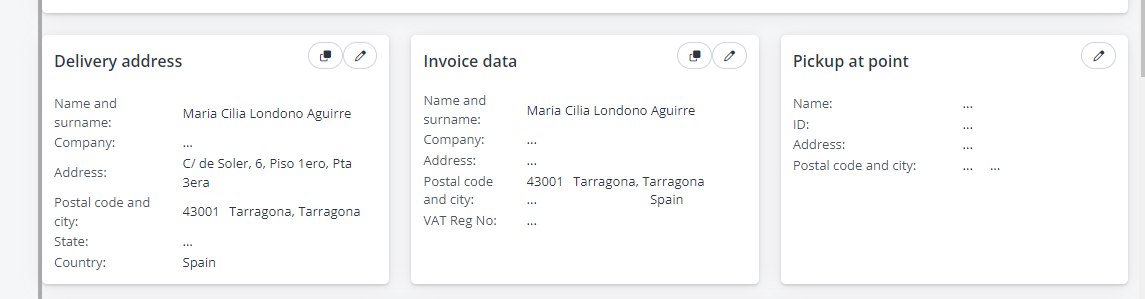 Delivery address
Name and
surname:
Maria Cilia Londono Aguirre
Company:
...
Address:
C/ de Soler, 6, Piso 1ero, Pta
3era
Postal code and
city:
43001 Tarragona, Tarragona
State:
...
Country:
Spain
Invoice data
Name and
surname:
Maria Cilia Londono Aguirre
Company:
...
Address:
...
Postal code
and city:
43001 Tarragona, Tarragona
... Spain
VAT Reg No:
...
Pickup at point
Name:
...
ID:
...
Address:
...
Postal code and city:
... ...